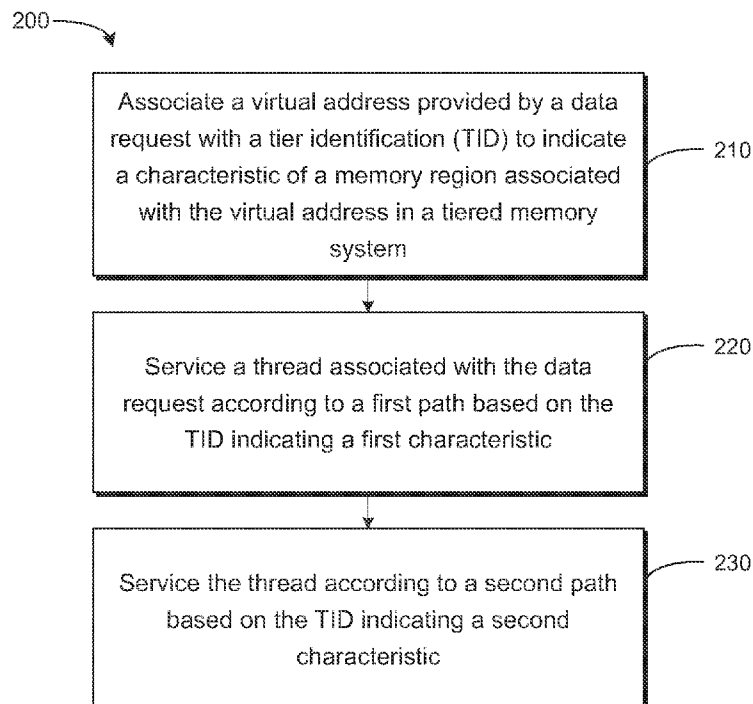 200
Associate a virtual address provided by a data
request with a tier identification (TID) to indicate
a characteristic of a memory region associated
with the virtual address in a tiered memory
system
210
Service a thread associated with the data
request according to a first path based on the
TID indicating a first characteristic
220
Service the thread according to a second path
based on the TID indicating a second
characteristic
230